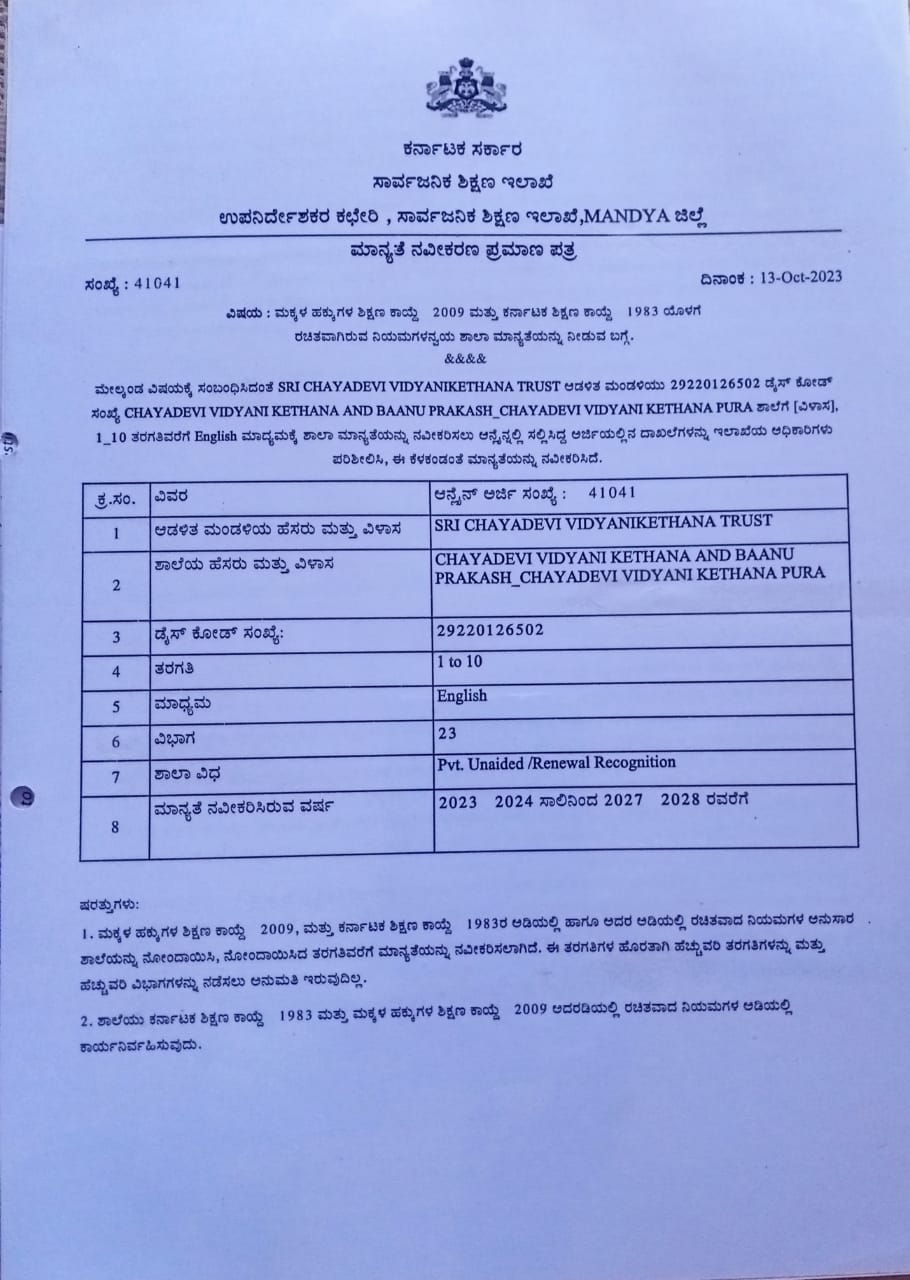 ಕರ್ನಾಟಕ ಸರ್ಕಾರ
ಸಾರ್ವಜನಿಕ ಶಿಕ್ಷಣ ಇಲಾಖೆ
ಉಪನಿರ್ದೇಶಕರ ಕಛೇರಿ , ಸಾರ್ವಜನಿಕ ಶಿಕ್ಷಣ ಇಲಾಖೆ,MANDYA ಜಿಲ್ಲೆ
ಮಾನ್ಯತೆ ನವೀಕರಣ ಪ್ರಮಾಣ ಪತ್ರ
ಸಂಖ್ಯೆ : 41041 ದಿನಾಂಕ : 13-Oct-2023
ವಿಷಯ : ಮಕ್ಕಳ ಹಕ್ಕುಗಳ ಶಿಕ್ಷಣ ಕಾಯ್ದೆ 2009 ಮತ್ತು ಕರ್ನಾಟಕ ಶಿಕ್ಷಣ ಕಾಯ್ದೆ 1983 ಯೊಳಗೆ
ರಚಿತವಾಗಿರುವ ನಿಯಮಗಳನ್ವಯ ಶಾಲಾ ಮಾನ್ಯತೆಯನ್ನು ನೀಡುವ ಬಗ್ಗೆ.
&&&&
ಮೇಲ್ಕಂಡ ವಿಷಯಕ್ಕೆ ಸಂಬಂಧಿಸಿದಂತೆ SRI CHAYADEVI VIDYANIKETHANA TRUST ಆಡಳಿತ ಮಂಡಳಿಯು 29220126502 ಡೈಸ್ ಕೋಡ್
ಸಂಖ್ಯೆ CHAYADEVI VIDYANI KETHANA AND BAANU PRAKASH_CHAYADEVI VIDYANI KETHANA PURA ಶಾಲೆಗೆ [ವಿಳಾಸ],
1_10 ತರಗತಿವರೆಗೆ English ಮಾದ್ಯಮಕ್ಕೆ ಶಾಲಾ ಮಾನ್ಯತೆಯನ್ನು ನವೀಕರಿಸಲು ಆನ್ಲೈನ್ನಲ್ಲಿ ಸಲ್ಲಿಸಿದ್ದ ಅರ್ಜಿಯಲ್ಲಿನ ದಾಖಲೆಗಳನ್ನು ಇಲಾಖೆಯ ಅಧಿಕಾರಿಗಳು
ಪರಿಶೀಲಿಸಿ, ಈ ಕೆಳಕಂಡಂತೆ ಮಾನ್ಯತೆಯನ್ನು ನವೀಕರಿಸಿದೆ.
ಕ್ರ.ಸಂ. ವಿವರ ಆನ್ಲೈನ್ ಅರ್ಜಿ ಸಂಖ್ಯೆ : 41041
1 ಆಡಳಿತ ಮಂಡಳಿಯ ಹೆಸರು ಮತ್ತು ವಿಳಾಸ SRI CHAYADEVI VIDYANIKETHANA TRUST
2 ಶಾಲೆಯ ಹೆಸರು ಮತ್ತು ವಿಳಾಸ CHAYADEVI VIDYANI KETHANA AND BAANU
PRAKASH_CHAYADEVI VIDYANI KETHANA PURA
3 ಡೈಸ್ ಕೋಡ್ ಸಂಖ್ಯೆ: 29220126502
4 ತರಗತಿ 1 to 10
5 ಮಾಧ್ಯಮ English
6 ವಿಭಾಗ 23
7 ಶಾಲಾ ವಿಧ Pvt. Unaided /Renewal Recognition
8 ಮಾನ್ಯತೆ ನವೀಕರಿಸಿರುವ ವರ್ಷ 2023 2024 ಸಾಲಿನಿಂದ 2027 2028 ರವರೆಗೆ
ಷರತ್ತುಗಳು:
1. ಮಕ್ಕಳ ಹಕ್ಕುಗಳ ಶಿಕ್ಷಣ ಕಾಯ್ದೆ 2009, ಮತ್ತು ಕರ್ನಾಟಕ ಶಿಕ್ಷಣ ಕಾಯ್ದೆ 1983ರ ಅಡಿಯಲ್ಲಿ ಹಾಗೂ ಅದರ ಅಡಿಯಲ್ಲಿ ರಚಿತವಾದ ನಿಯಮಗಳ ಅನುಸಾರ .
ಶಾಲೆಯನ್ನು ನೋಂದಾಯಿಸಿ, ನೋಂದಾಯಿಸಿದ ತರಗತಿವರೆಗೆ ಮಾನ್ಯತೆಯನ್ನು ನವೀಕರಿಸಲಾಗಿದೆ. ಈ ತರಗತಿಗಳ ಹೊರತಾಗಿ ಹೆಚ್ಚುವರಿ ತರಗತಿಗಳನ್ನು ಮತ್ತು
ಹೆಚ್ಚುವರಿ ವಿಭಾಗಗಳನ್ನು ನಡೆಸಲು ಅನುಮತಿ ಇರುವುದಿಲ್ಲ.
2. ಶಾಲೆಯು ಕರ್ನಾಟಕ ಶಿಕ್ಷಣ ಕಾಯ್ದೆ 1983 ಮತ್ತು ಮಕ್ಕಳ ಹಕ್ಕುಗಳ ಶಿಕ್ಷಣ ಕಾಯ್ದೆ 2009 ಅದರಡಿಯಲ್ಲಿ ರಚಿತವಾದ ನಿಯಮಗಳ ಅಡಿಯಲ್ಲಿ
ಕಾರ್ಯನಿರ್ವಹಿಸುವುದು.